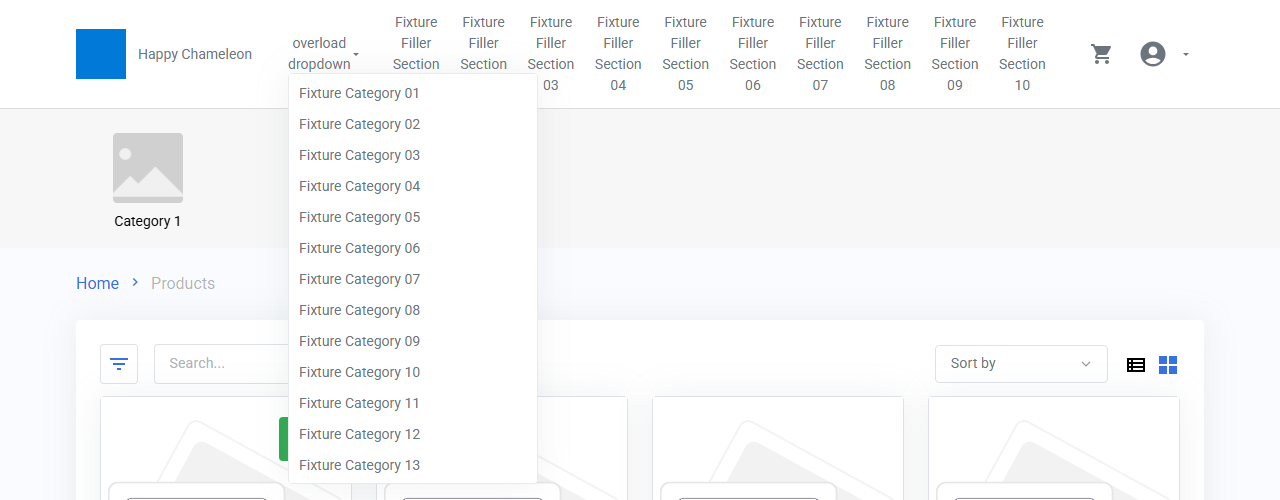 Happy Chameleon
overload
dropdown
Fixture
Filler
Section
Fixture
Filler
Section
Fixture
Filler
Section
03
Fixture
Filler
Section
04
Fixture
Filler
Section
05
Fixture
Filler
Section
06
Fixture
Filler
Section
07
Fixture
Filler
Section
08
Fixture
Filler
Section
09
Fixture
Filler
Section
10
Fixture Category 01
Fixture Category 02
Fixture Category 03
Fixture Category 04
Fixture Category 05
Fixture Category 06
Fixture Category 07
Fixture Category 08
Fixture Category 09
Fixture Category 10
Fixture Category 11
Fixture Category 12
Fixture Category 13
Category 1
Home
Products
Search...
Sort by